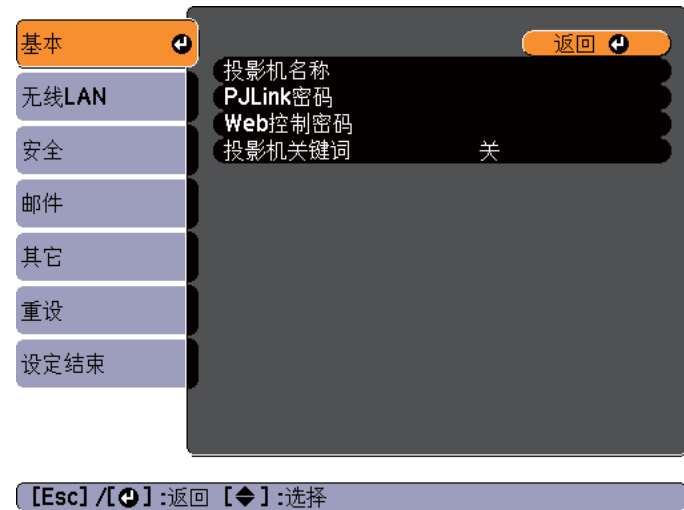 基本
无线LAN
安全
邮件
其它
重设
设定结束
返回
投影机名称
PJLink密码
Web控制密码
投影机关键词 关
[Esc] /[ ] :返回 [ ] :选择